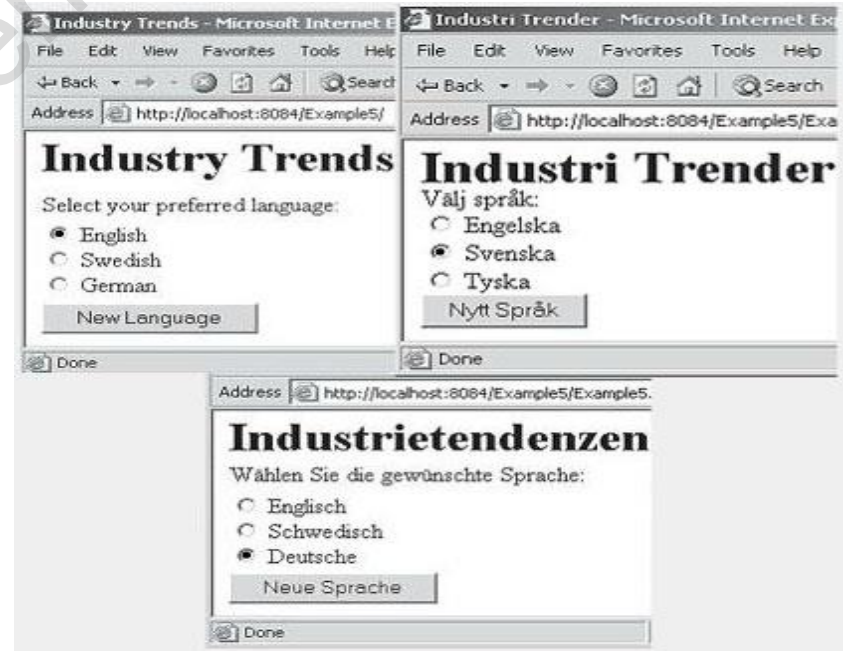 Industry Trends - Microsoft Internet E
File Edit View Favorites Tools Help
Back Search
Address http://localhost:8084/Example5/
Industry Trends
Select your preferred language:
English
Swedish
German
New Language
Done
Industri Trender - Microsoft Internet Exp
File Edit View Favorites Tools Help
Back Search
Address http://localhost:8084/Example5/Exa
Industri Trender
Välj språk:
Engelska
Svenska
Tyska
Nytt Språk
Done
Address http://localhost:8084/Example5/Example5.
Industrietendenzen
Wählen Sie die gewünschte Sprache:
Englisch
Schwedisch
Deutsche
Neue Sprache
Done